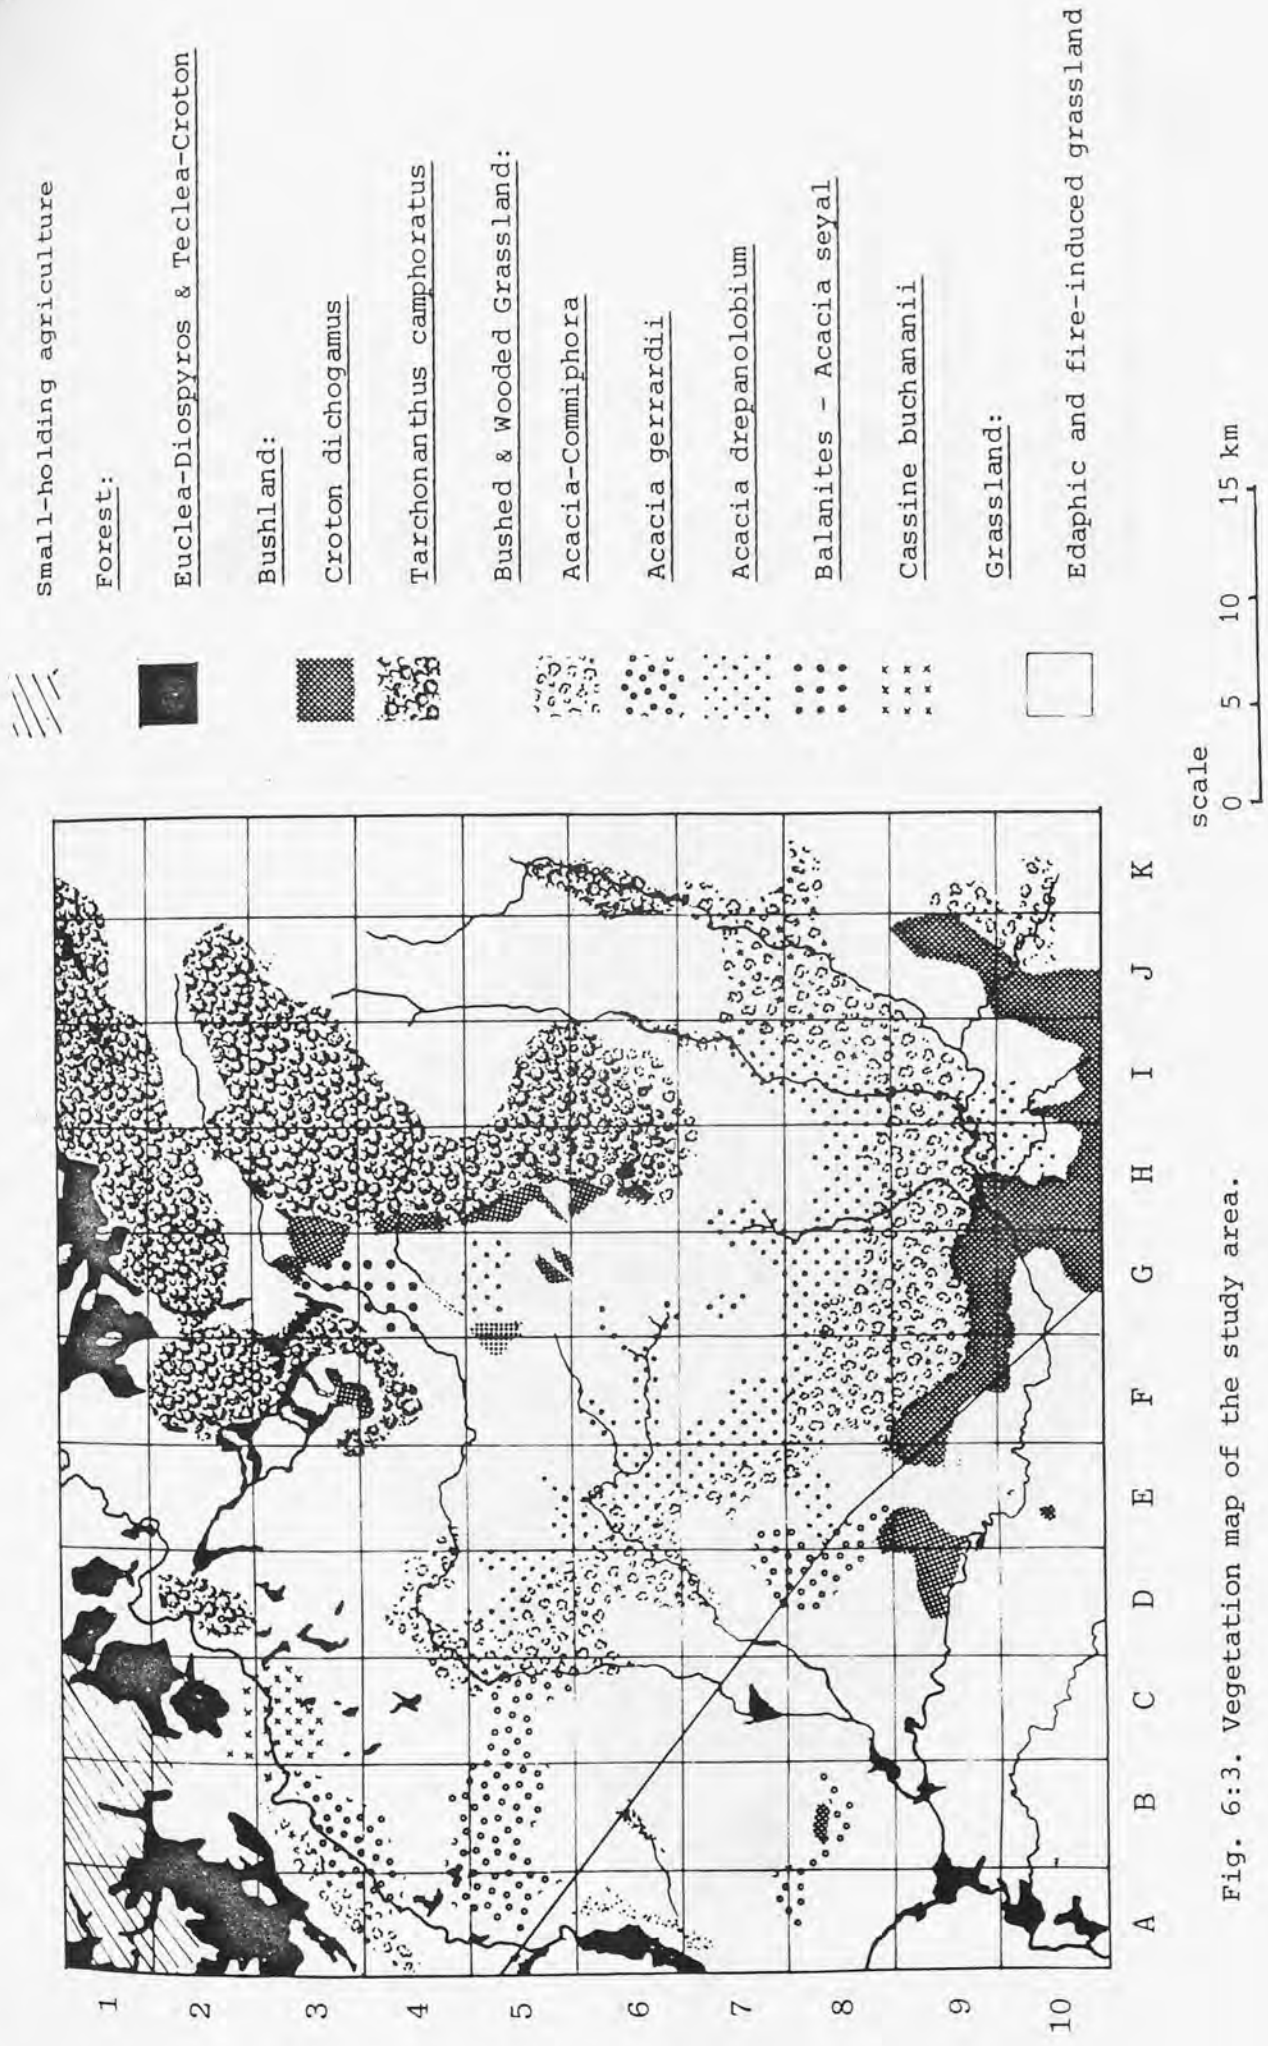 Small-holding agriculture
Forest:
Euclea-Diospyros & Teclea-Croton
Bushland:
Croton dichogamus
Tarchonanthus camphoratus
Bushed & Wooded Grassland:
Acacia-Commiphora
Acacia gerrardii
Acacia drepanolobium
Balanites - Acacia seyal
Cassine buchananii
Grassland:
Edaphic and fire-induced grassland
scale
0 5 10 15 km
1
2
3
4
5
6
7
8
9
10
A B C D E F G H I J K
Fig. 6:3. Vegetation map of the study area.